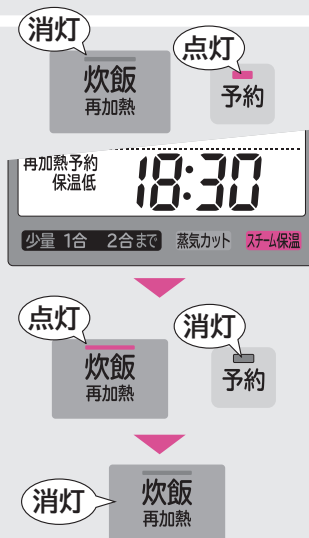 消灯
点灯
炊飯
再加熱
予約
再加熱予約
保温低
18:30
少量 1合 2合まで 蒸気カット スチーム保温
点灯
消灯
炊飯
再加熱
予約
消灯
炊飯
再加熱